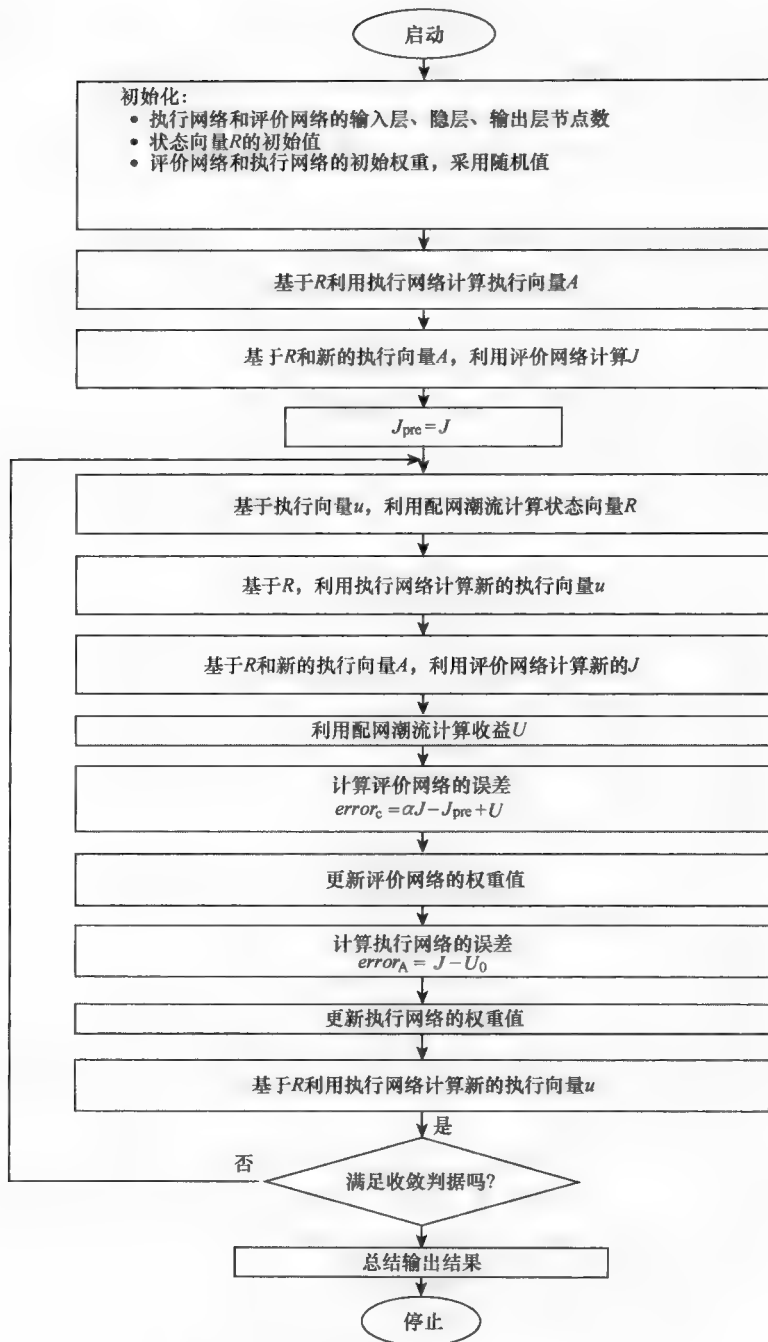 启动
初始化:
• 执行网络和评价网络的输入层、隐层、输出层节点数
• 状态向量R的初始值
• 评价网络和执行网络的初始权重，采用随机值
基于R利用执行网络计算执行向量A
基于R和新的执行向量A，利用评价网络计算J
J_pre = J
基于执行向量u，利用配网潮流计算状态向量R
基于R，利用执行网络计算新的执行向量u
基于R和新的执行向量A，利用评价网络计算新的J
利用配网潮流计算收益U
计算评价网络的误差
error_c = αJ − J_pre + U
更新评价网络的权重值
计算执行网络的误差
error_A = J − U_0
更新执行网络的权重值
基于R利用执行网络计算新的执行向量u
是
否
满足收敛判据吗?
总结输出结果
停止